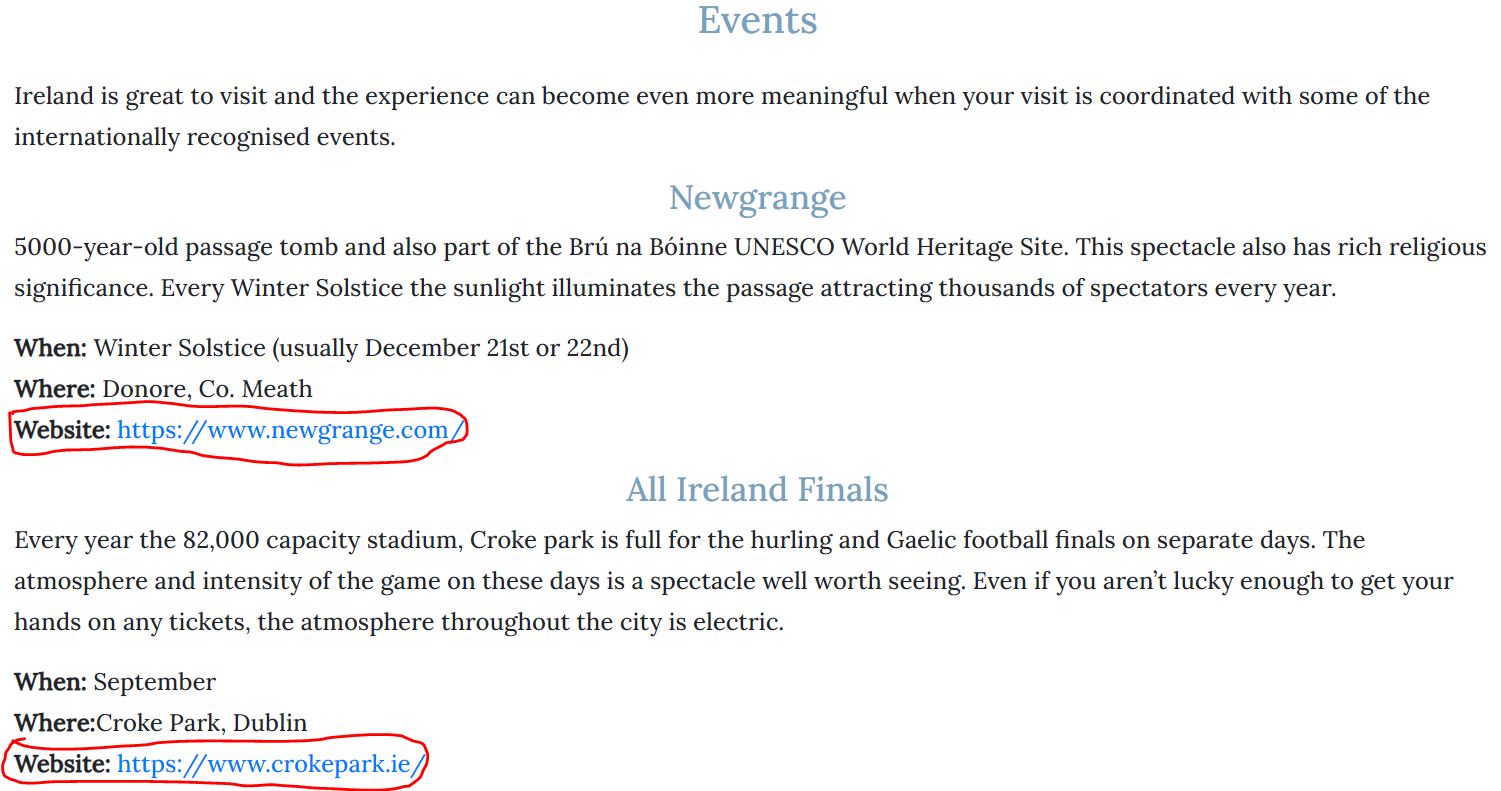 Events
Ireland is great to visit and the experience can become even more meaningful when your visit is coordinated with some of the
internationally recognised events.
Newgrange
5000-year-old passage tomb and also part of the Brú na Bóinne UNESCO World Heritage Site. This spectacle also has rich religious
significance. Every Winter Solstice the sunlight illuminates the passage attracting thousands of spectators every year.
When: Winter Solstice (usually December 21st or 22nd)
Where: Donore, Co. Meath
Website: https://www.newgrange.com/
All Ireland Finals
Every year the 82,000 capacity stadium, Croke park is full for the hurling and Gaelic football finals on separate days. The
atmosphere and intensity of the game on these days is a spectacle well worth seeing. Even if you aren’t lucky enough to get your
hands on any tickets, the atmosphere throughout the city is electric.
When: September
Where:Croke Park, Dublin
Website: https://www.crokepark.ie/